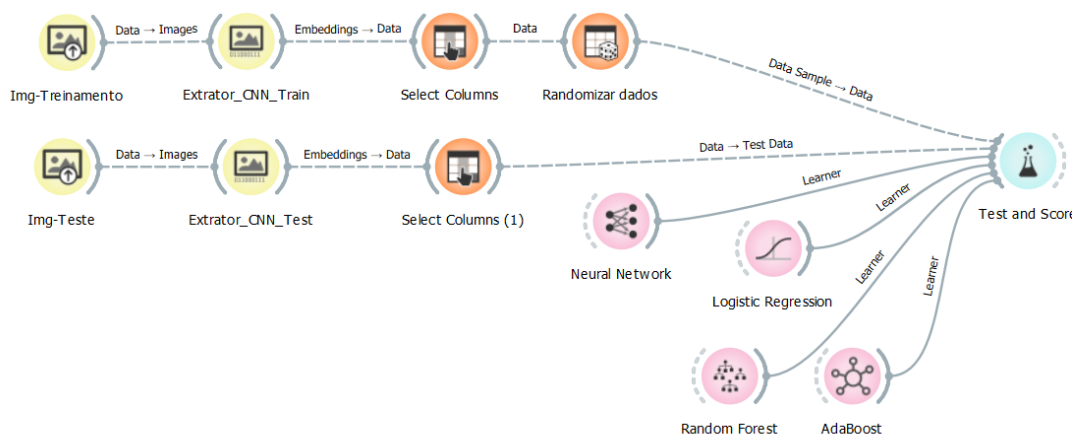 Data → Images
Embeddings → Data
Data
Data Sample → Data
Img-Treinamento
Extrator_CNN_Train
Select Columns
Randomizar dados
Data → Images
Embeddings → Data
Data → Test Data
Img-Teste
Extrator_CNN_Test
Select Columns (1)
Test and Score
Learner
Learner
Learner
Learner
Neural Network
Logistic Regression
Random Forest
AdaBoost